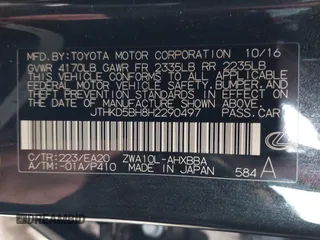 MFD.BY: TOYOTA MOTOR CORPORATION 10/16
GVWR 4170LB GAWR FR 2335LB RR 2235LB
THIS VEHICLE CONFORMS TO ALL APPLICABLE
FEDERAL MOTOR VEHICLE SAFETY, BUMPER, AND
THEFT PREVENTION STANDARDS IN EFFECT ON
THE DATE OF MANUFACTURE SHOWN ABOVE.
JTHKD5BH8H2290497 PASS.CAR
C/TR: 223/EA20 ZWA10L-AHXBBA
A/TM: -01A/P410 MADE IN JAPAN 584 A